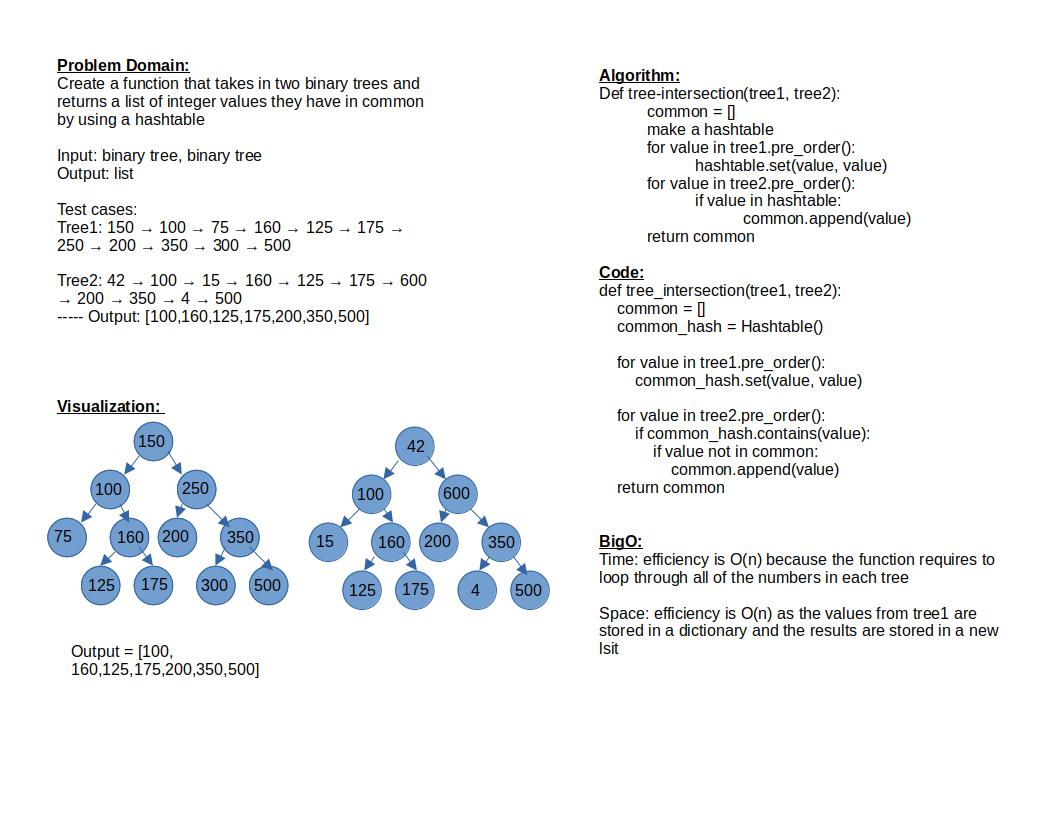 Problem Domain:
Create a function that takes in two binary trees and
returns a list of integer values they have in common
by using a hashtable
Input: binary tree, binary tree
Output: list
Test cases:
Tree1: 150 → 100 → 75 → 160 → 125 → 175 →
250 → 200 → 350 → 300 → 500
Tree2: 42 → 100 → 15 → 160 → 125 → 175 → 600
→ 200 → 350 → 4 → 500
----- Output: [100,160,125,175,200,350,500]
Visualization:
150
100 250
75 160 200 350
125 175 300 500
42
100 600
15 160 200 350
125 175 4 500
Output = [100,
160,125,175,200,350,500]
Algorithm:
Def tree-intersection(tree1, tree2):
common = []
make a hashtable
for value in tree1.pre_order():
hashtable.set(value, value)
for value in tree2.pre_order():
if value in hashtable:
common.append(value)
return common
Code:
def tree_intersection(tree1, tree2):
common = []
common_hash = Hashtable()
for value in tree1.pre_order():
common_hash.set(value, value)
for value in tree2.pre_order():
if common_hash.contains(value):
if value not in common:
common.append(value)
return common
BigO:
Time: efficiency is O(n) because the function requires to
loop through all of the numbers in each tree
Space: efficiency is O(n) as the values from tree1 are
stored in a dictionary and the results are stored in a new
lsit